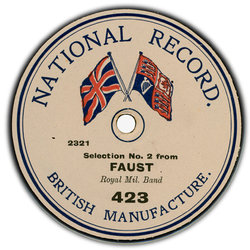 NATIONAL RECORD.
2321
Selection No. 2 from
FAUST
Royal Mil. Band
423
BRITISH MANUFACTURE.